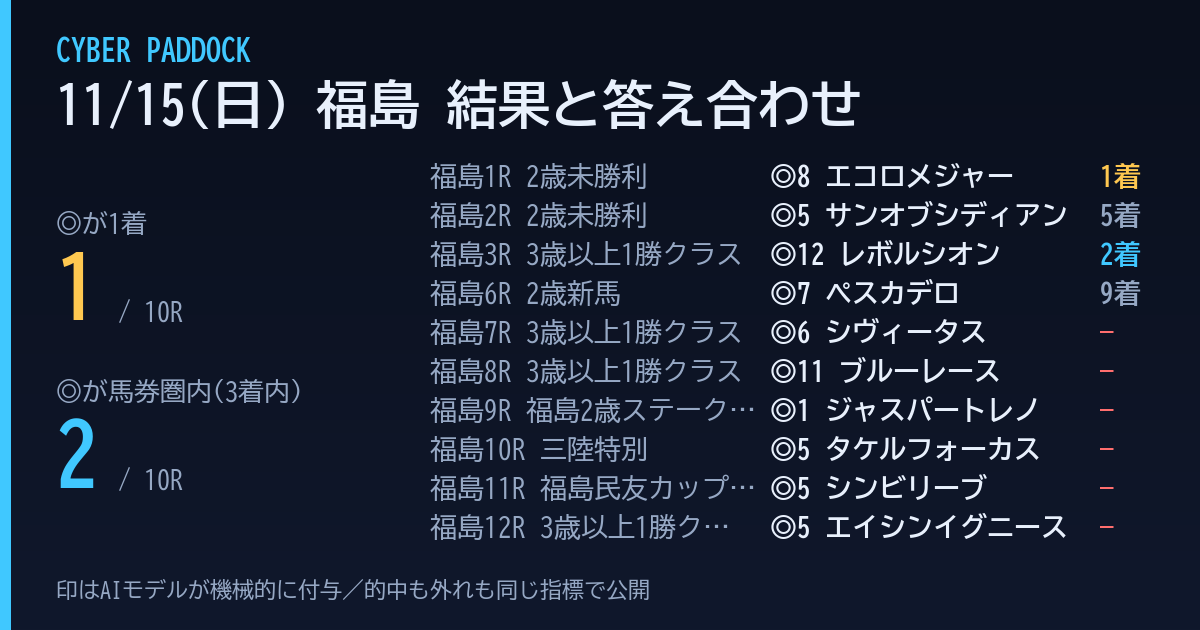 CYBER PADDOCK
11/15(日) 福島 結果と答え合わせ
◎が1着
1 / 10R
◎が馬券圏内(3着内)
2 / 10R
福島1R 2歳未勝利 ◎8 エコロメジャー 1着
福島2R 2歳未勝利 ◎5 サンオブシディアン 5着
福島3R 3歳以上1勝クラス ◎12 レボルシオン 2着
福島6R 2歳新馬 ◎7 ペスカデロ 9着
福島7R 3歳以上1勝クラス ◎6 シヴィータス −
福島8R 3歳以上1勝クラス ◎11 ブルーレース −
福島9R 福島2歳ステーク… ◎1 ジャスパートレノ −
福島10R 三陸特別 ◎5 タケルフォーカス −
福島11R 福島民友カップ… ◎5 シンビリーブ −
福島12R 3歳以上1勝ク… ◎5 エイシンイグニース −
印はAIモデルが機械的に付与／的中も外れも同じ指標で公開